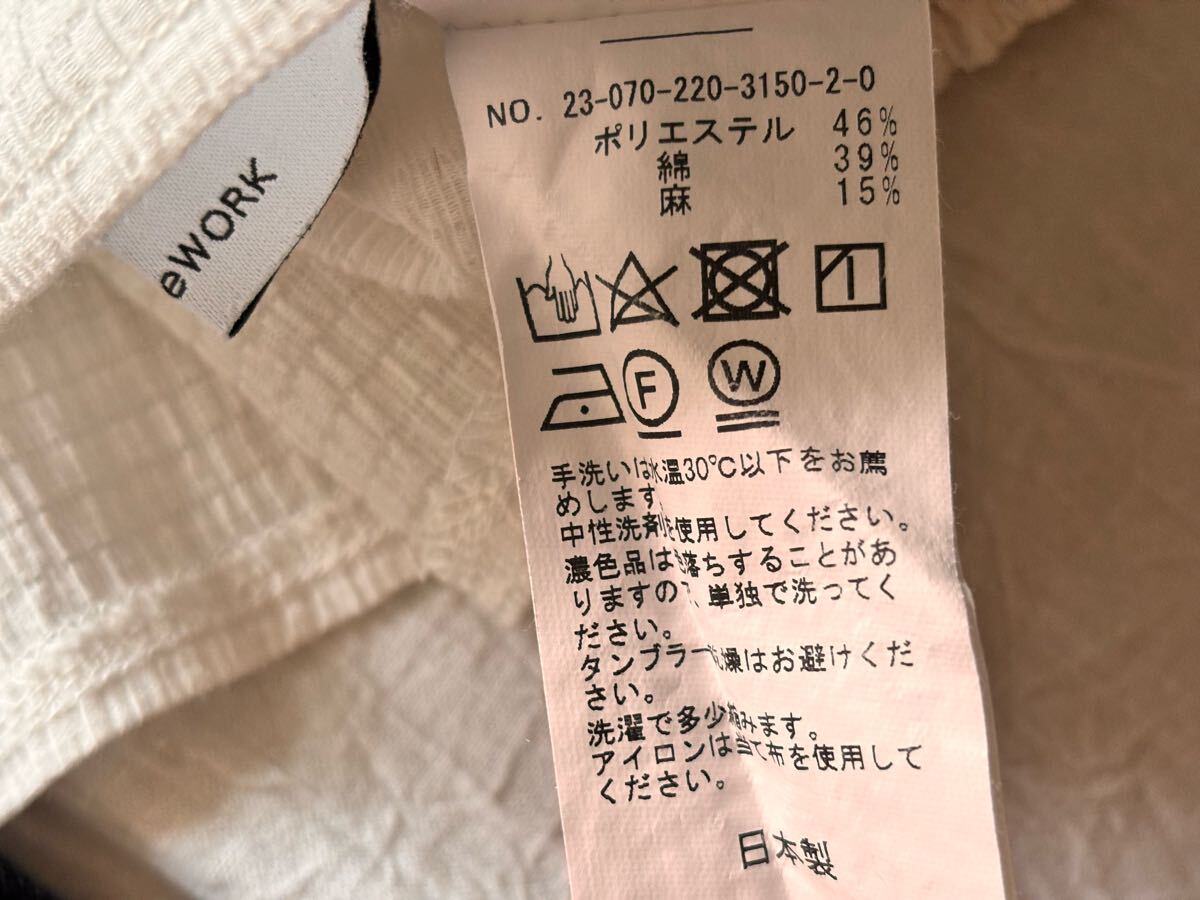 eWORK
NO. 23-070-220-3150-2-0
ポリエステル 46%
綿 39%
麻 15%
F
W
手洗いは水温30℃以下をお薦
めします。
中性洗剤を使用してください。
濃色品は色落ちすることがあ
りますので、単独で洗ってく
ださい。
タンブラー乾燥はお避けくだ
さい。
洗濯で多少縮みます。
アイロンは当て布を使用して
ください。
日本製